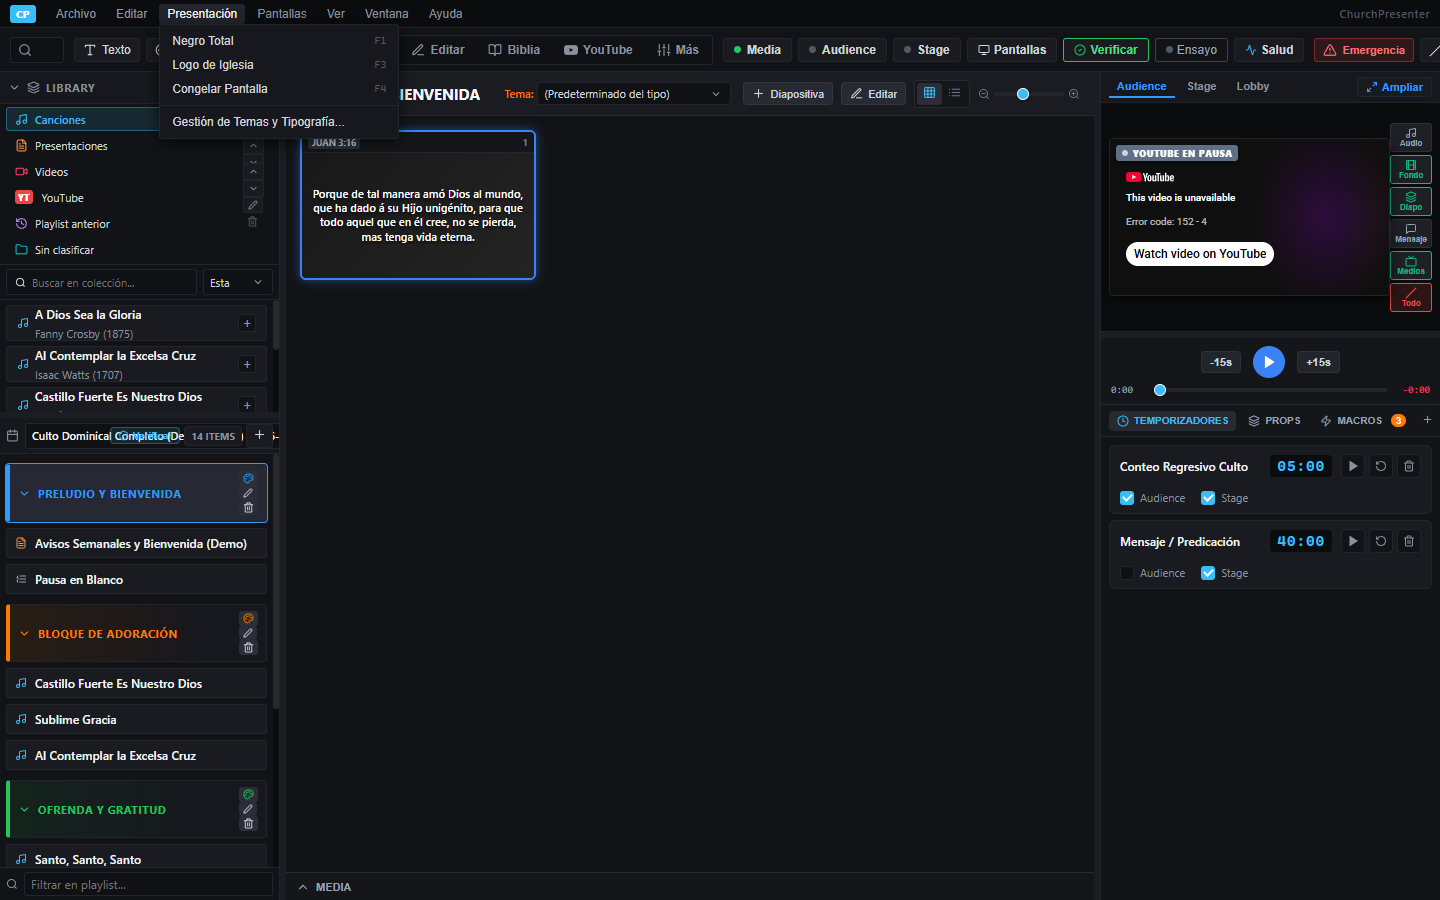 CP Archivo Editar Presentación Pantallas Ver Ventana Ayuda ChurchPresenter
Texto Editar Biblia YouTube Más Media Audience Stage Pantallas Verificar Ensayo Salud Emergencia
Negro Total F1
Logo de Iglesia F3
Congelar Pantalla F4
Gestión de Temas y Tipografía...
LIBRARY
Canciones
Presentaciones
Videos
YT YouTube
Playlist anterior
Sin clasificar
Buscar en colección... Esta
A Dios Sea la Gloria
Fanny Crosby (1875)
Al Contemplar la Excelsa Cruz
Isaac Watts (1707)
Castillo Fuerte Es Nuestro Dios
Culto Dominical Completo (De 14 ITEMS
PRELUDIO Y BIENVENIDA
Avisos Semanales y Bienvenida (Demo)
Pausa en Blanco
BLOQUE DE ADORACIÓN
Castillo Fuerte Es Nuestro Dios
Sublime Gracia
Al Contemplar la Excelsa Cruz
OFRENDA Y GRATITUD
Santo, Santo, Santo
Filtrar en playlist...
IENVENIDA Tema: (Predeterminado del tipo) Diapositiva Editar
JUAN 3:16 1
Porque de tal manera amó Dios al mundo,
que ha dado á su Hijo unigénito, para que
todo aquel que en él cree, no se pierda,
mas tenga vida eterna.
MEDIA
Audience Stage Lobby Ampliar
YOUTUBE EN PAUSA
YouTube
This video is unavailable
Error code: 152 - 4
Watch video on YouTube
Audio
Fondo
Diapo
Mensaje
Medios
Todo
-15s +15s
0:00 -0:00
TEMPORIZADORES PROPS MACROS 3 +
Conteo Regresivo Culto 05:00
Audience Stage
Mensaje / Predicación 40:00
Audience Stage